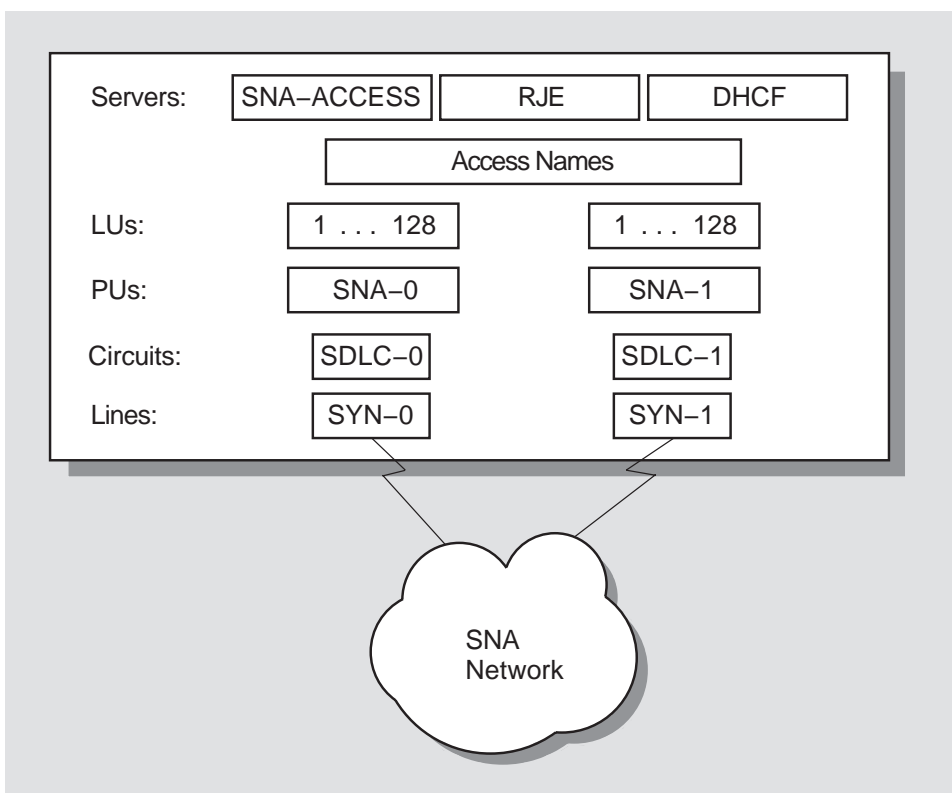 Servers: SNA–ACCESS RJE DHCF
Access Names
LUs: 1 . . . 128 1 . . . 128
PUs: SNA–0 SNA–1
Circuits: SDLC–0 SDLC–1
Lines: SYN–0 SYN–1
SNA
Network